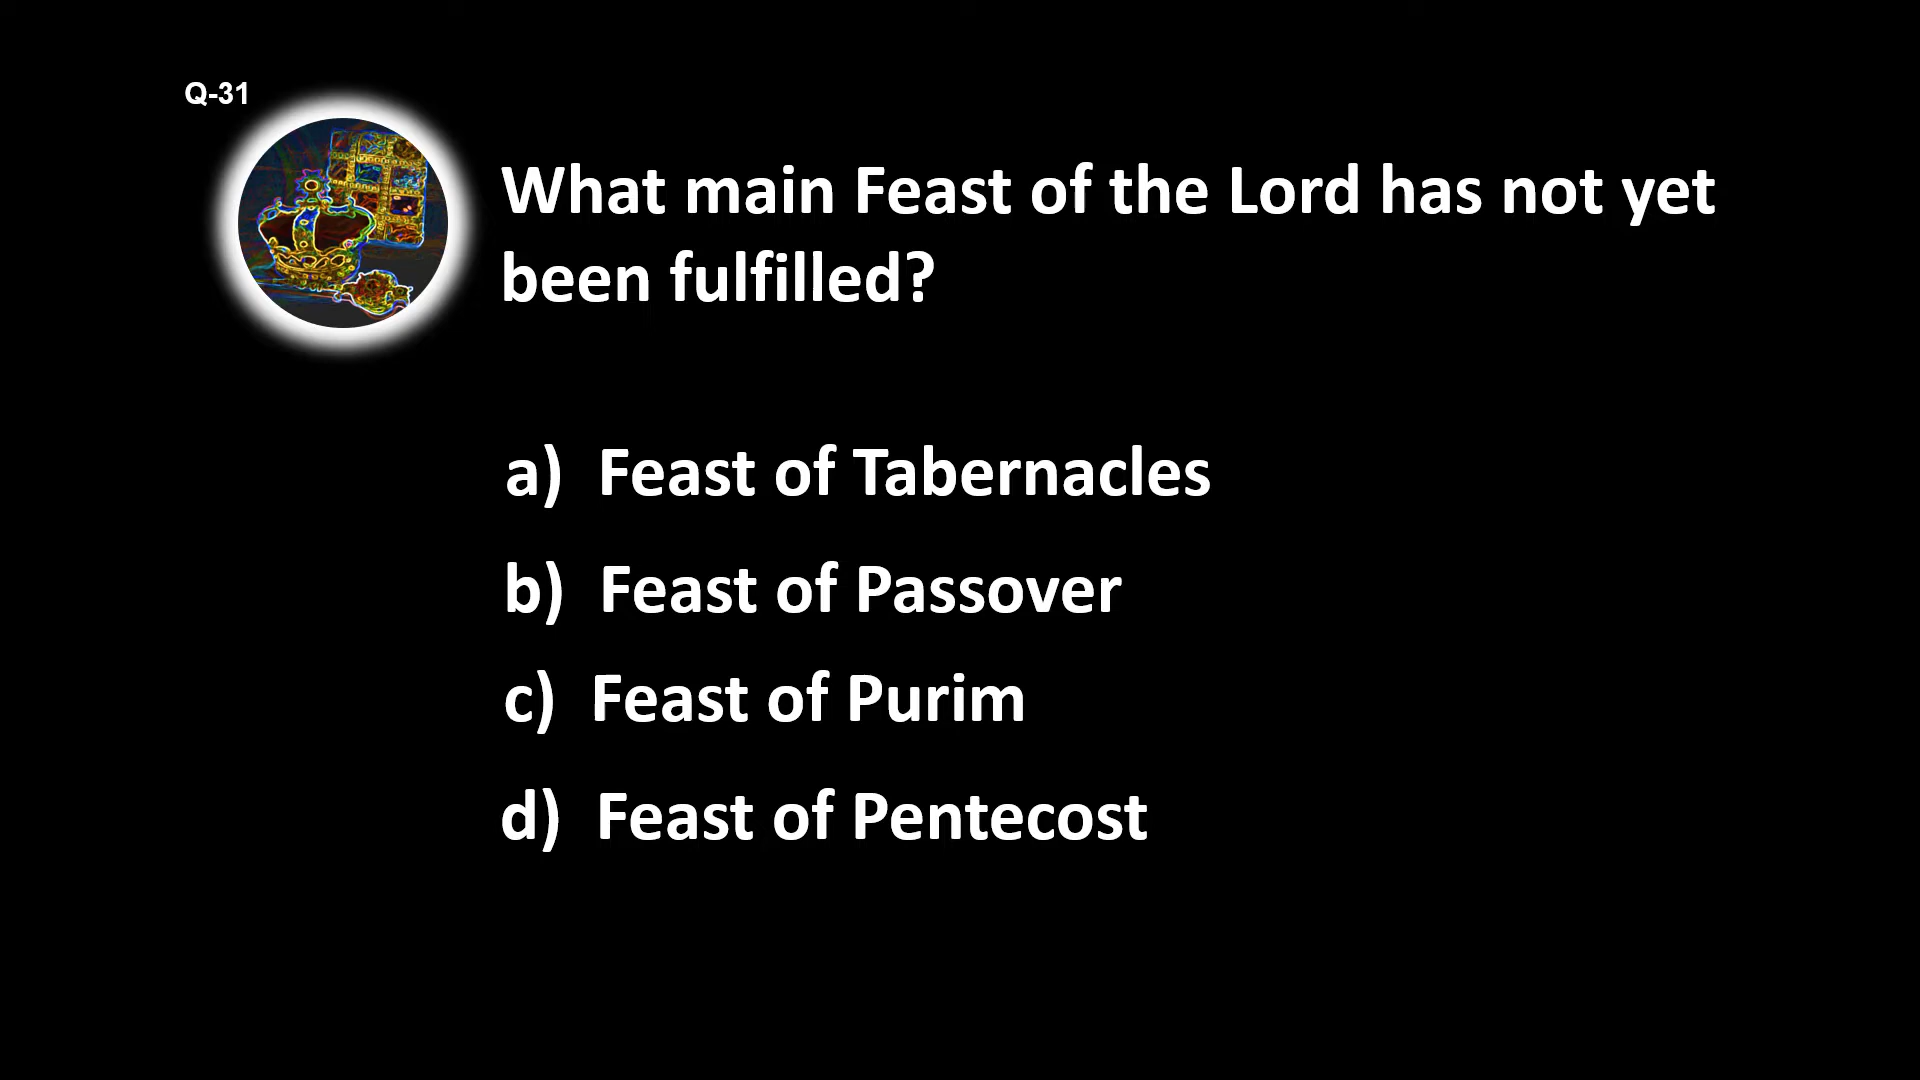 Q-31
What main Feast of the Lord has not yet
been fulfilled?
a) Feast of Tabernacles
b) Feast of Passover
c) Feast of Purim
d) Feast of Pentecost